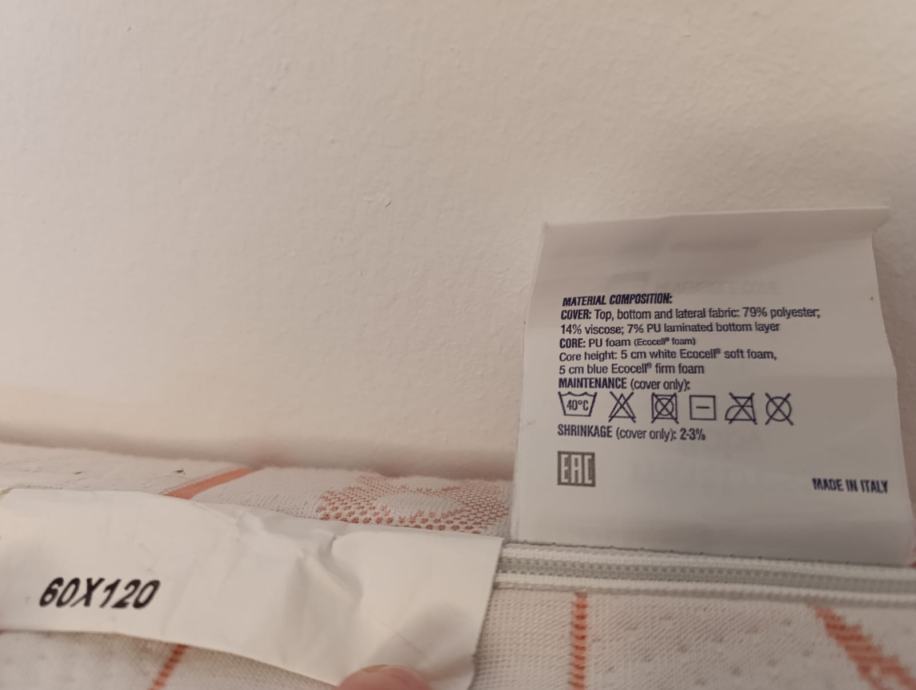 MATERIAL COMPOSITION:
COVER: Top, bottom and lateral fabric: 79% polyester;
14% viscose; 7% PU laminated bottom layer
CORE: PU foam (Ecocell® foam)
Core height: 5 cm white Ecocell® soft foam,
5 cm blue Ecocell® firm foam
MAINTENANCE (cover only):
40°C
SHRINKAGE (cover only): 2-3%
EAC
MADE IN ITALY
60X120